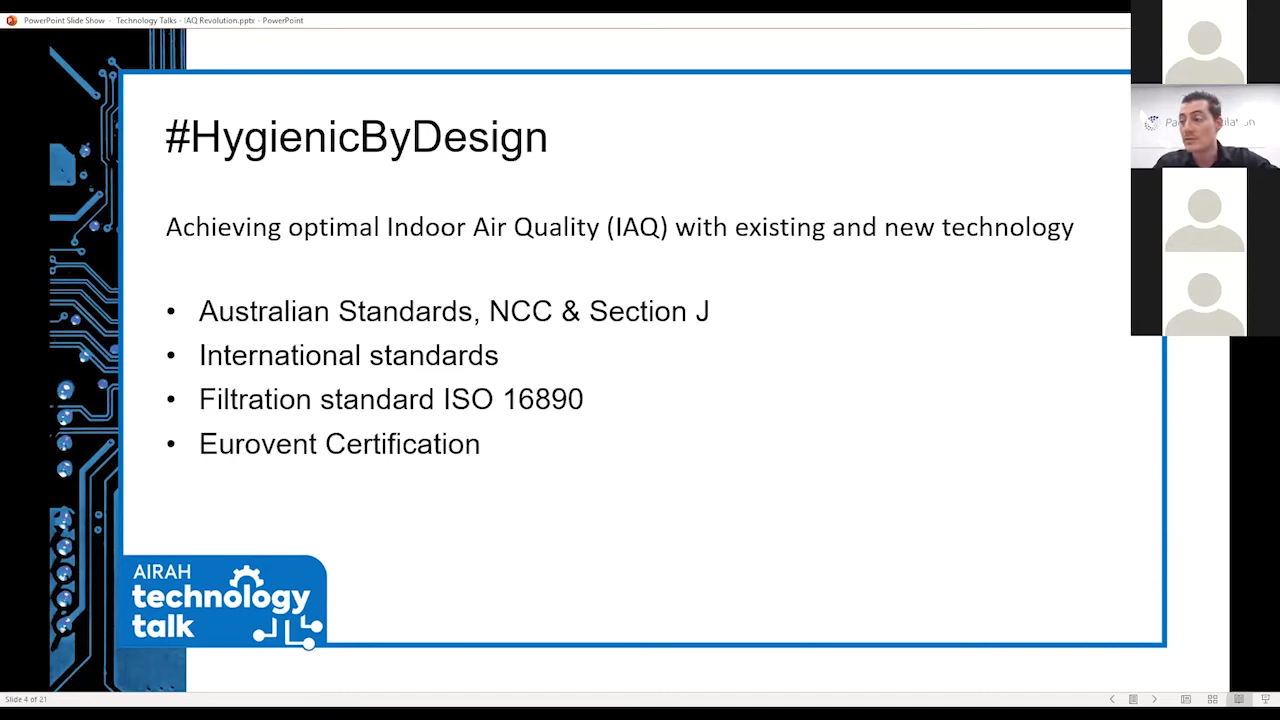 PowerPoint Slide Show - Technology Talks - IAQ Revolution.pptx - PowerPoint
#HygienicByDesign
Achieving optimal Indoor Air Quality (IAQ) with existing and new technology
• Australian Standards, NCC & Section J
• International standards
• Filtration standard ISO 16890
• Eurovent Certification
AIRAH
technology
talk
Slide 4 of 21